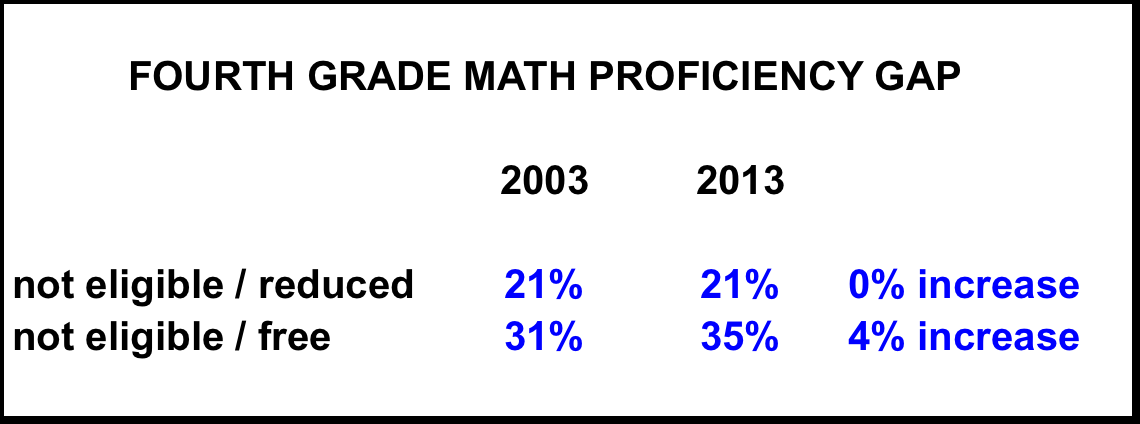 FOURTH GRADE MATH PROFICIENCY GAP
2003 2013
not eligible / reduced 21% 21% 0% increase
not eligible / free 31% 35% 4% increase